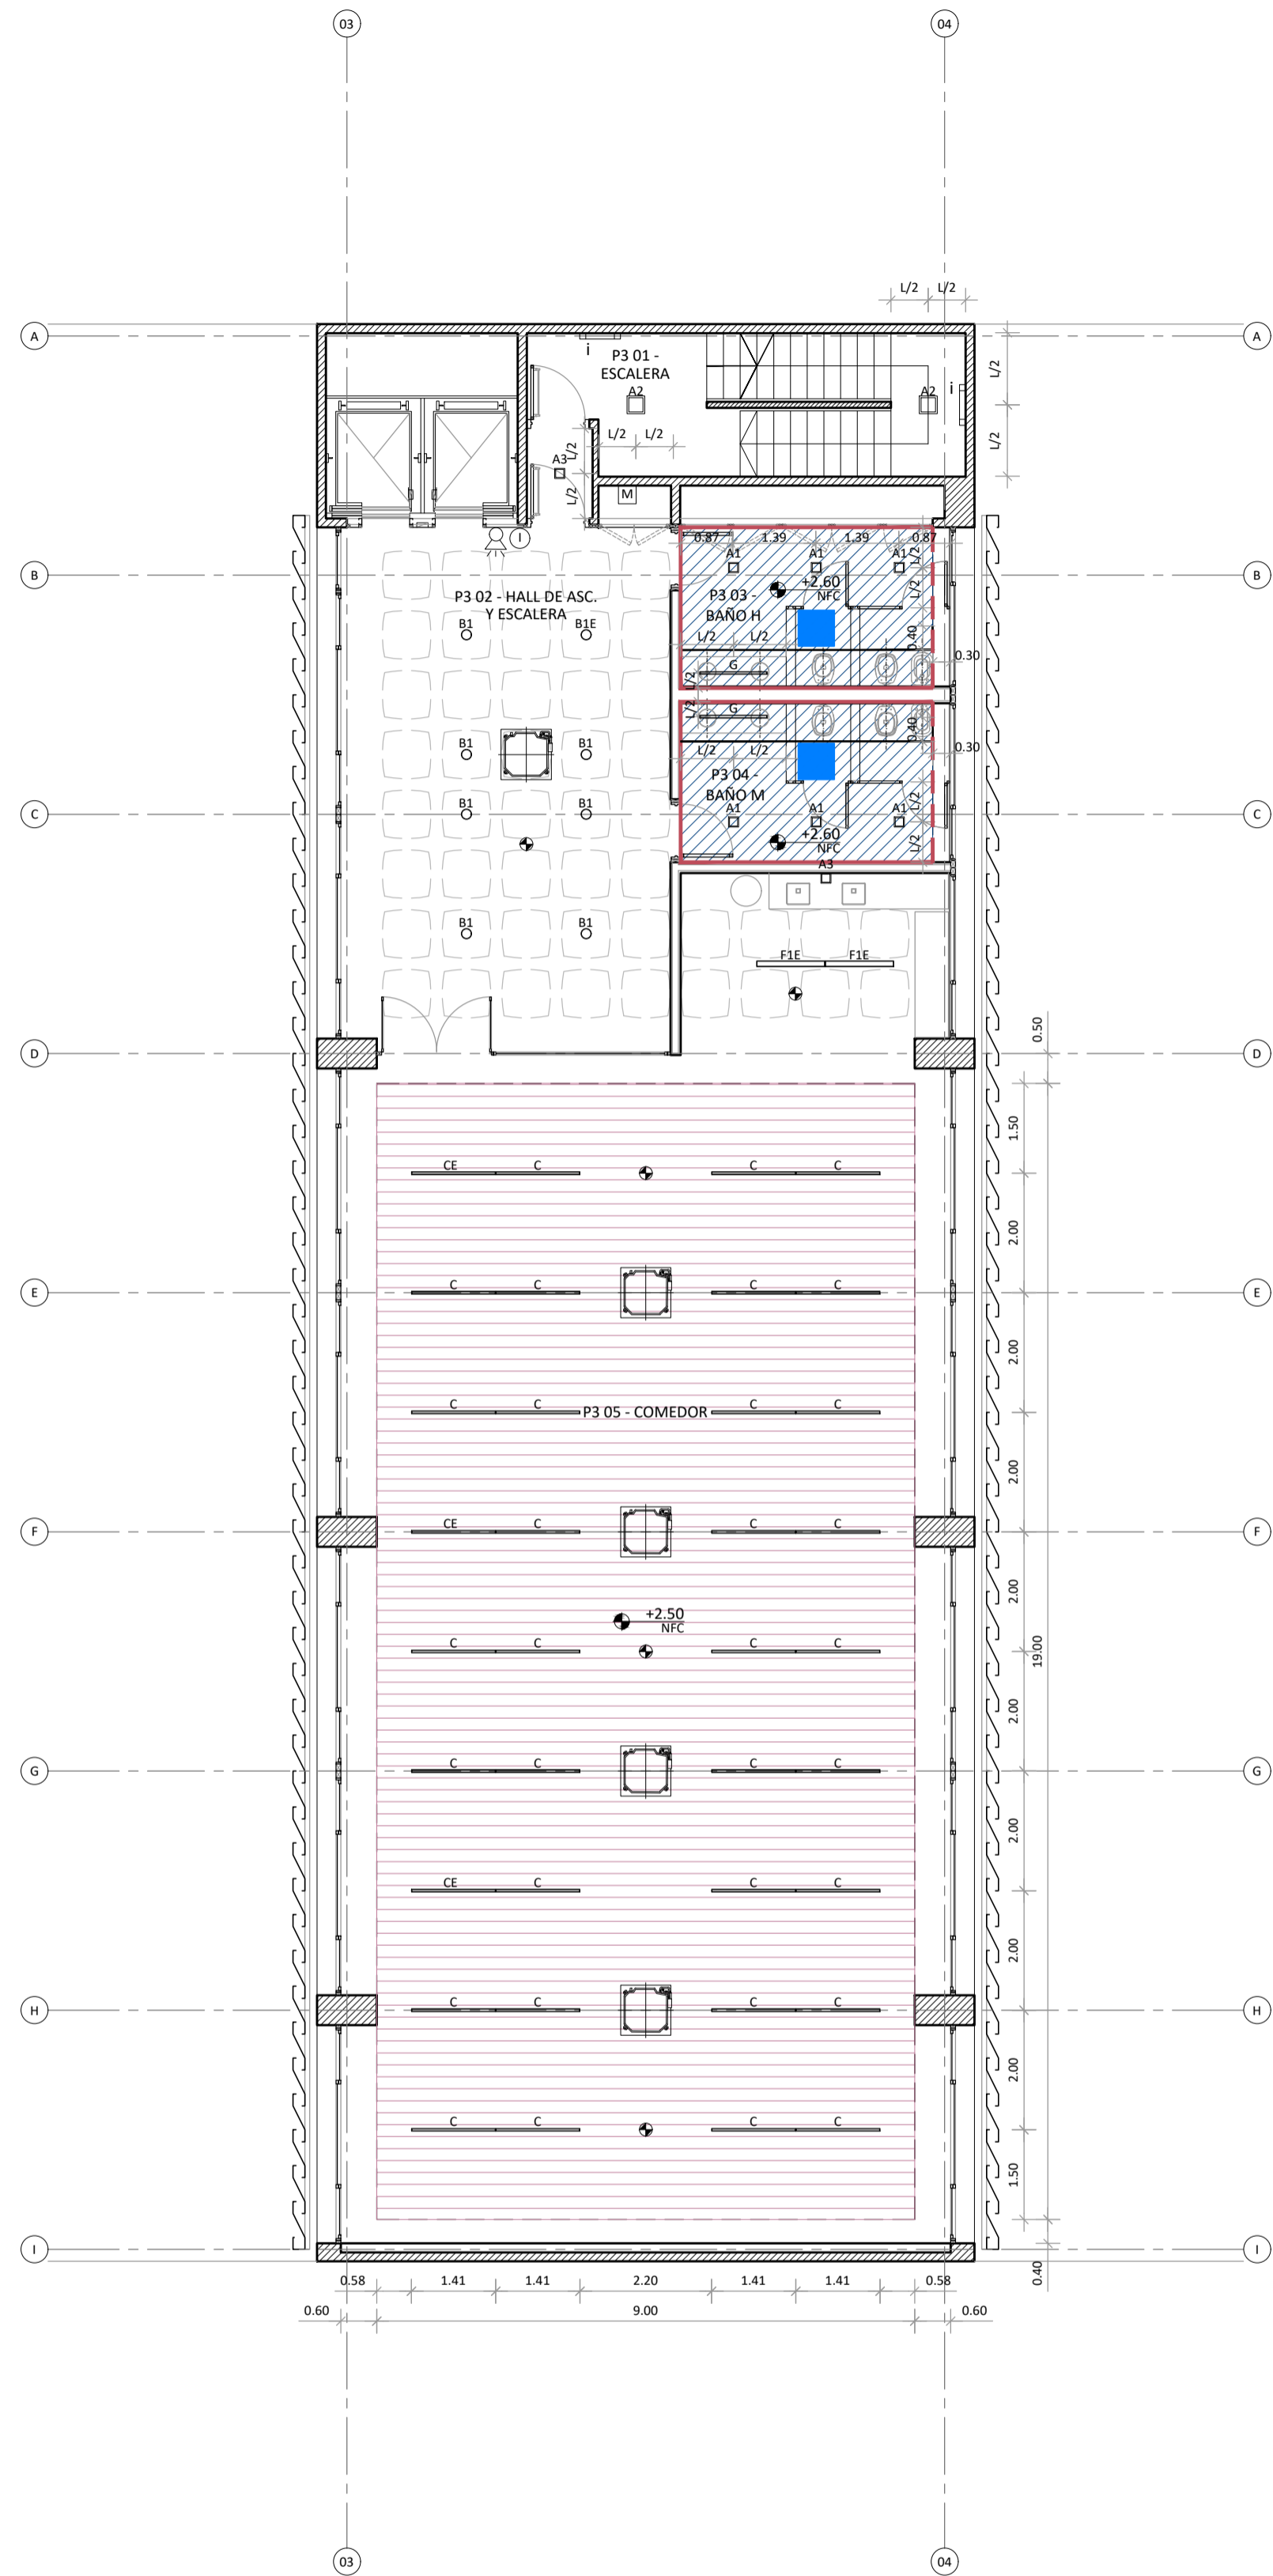 03
04
L/2
L/2
A
A
i
P3 01 -
ESCALERA
L/2
A2
i
A2
L/2
L/2
L/2
A3
L/2
L/2
M
I
0.87
1.39
1.39
0.87
A1
A1
A1
L/2
B
B
+2.60
NFC
L/2
P3 02 - HALL DE ASC.
Y ESCALERA
P3 03 -
BAÑO H
B1
B1E
L/2
L/2
0.40
0.30
G
L/2
L/2
G
0.40
B1
B1
L/2
L/2
0.30
P3 04 -
BAÑO M
L/2
C
C
B1
B1
A1
A1
A1
+2.60
NFC
L/2
A3
B1
B1
F1E
F1E
0.50
D
D
1.50
CE
C
C
C
2.00
E
C
C
C
C
E
2.00
C
C
P3 05 - COMEDOR
C
C
2.00
F
CE
C
C
C
F
2.00
+2.50
NFC
C
C
C
C
19.00
2.00
G
C
C
C
C
G
2.00
CE
C
C
C
2.00
H
C
C
C
C
H
2.00
C
C
C
C
1.50
I
I
0.40
0.58
1.41
1.41
2.20
1.41
1.41
0.58
0.60
9.00
0.60
03
04